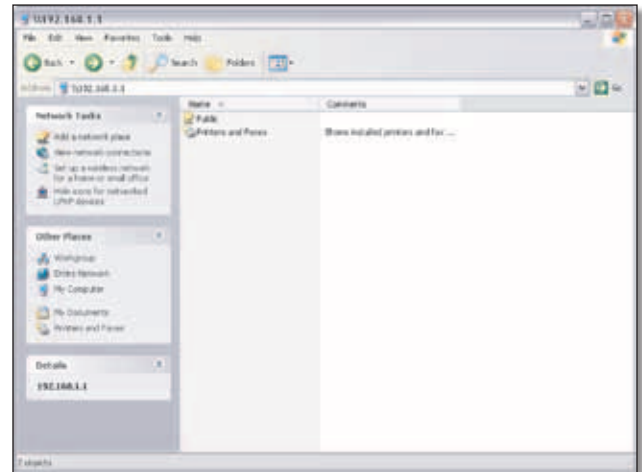 \\192.168.1.1
File Edit View Favorites Tools Help
Back Search Folders
Address \\192.168.1.1 Go
Name Comments
Network Tasks
Add a network place
View network connections
Set up a wireless network
for a home or small office
Hide icons for networked
UPnP devices
Other Places
Workgroup
Entire Network
My Computer
My Documents
Printers and Faxes
Details
192.168.1.1
Public
Printers and Faxes Show installed printers and fax ...
objects